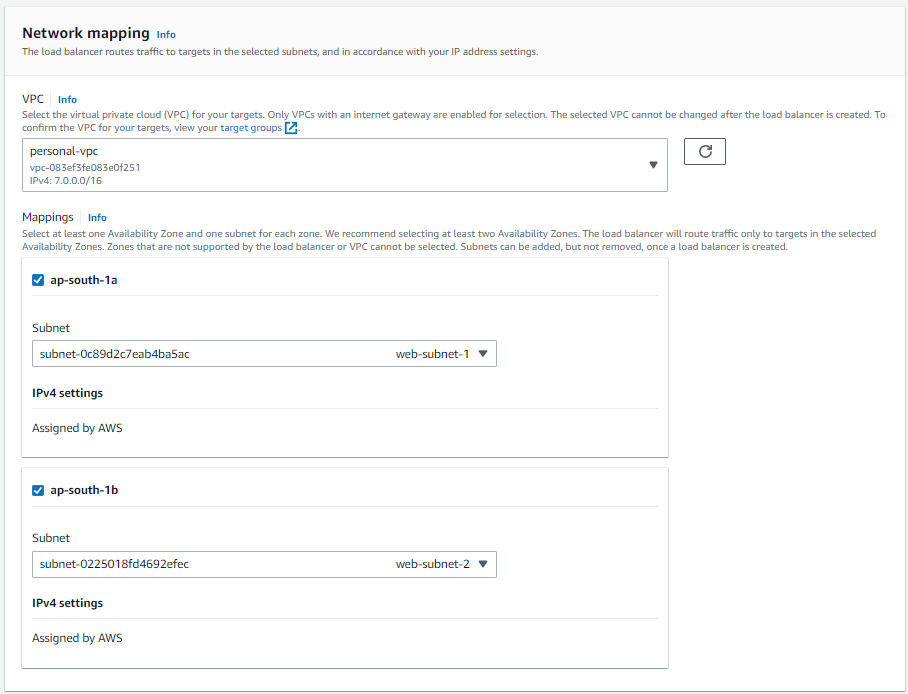 Network mapping Info
The load balancer routes traffic to targets in the selected subnets, and in accordance with your IP address settings.
VPC Info
Select the virtual private cloud (VPC) for your targets. Only VPCs with an internet gateway are enabled for selection. The selected VPC cannot be changed after the load balancer is created. To
confirm the VPC for your targets, view your target groups.
personal-vpc
vpc-083ef3fe083e0f251
IPv4: 7.0.0.0/16
Mappings Info
Select at least one Availability Zone and one subnet for each zone. We recommend selecting at least two Availability Zones. The load balancer will route traffic only to targets in the selected
Availability Zones. Zones that are not supported by the load balancer or VPC cannot be selected. Subnets can be added, but not removed, once a load balancer is created.
ap-south-1a
Subnet
subnet-0c89d2c7eab4ba5ac web-subnet-1
IPv4 settings
Assigned by AWS
ap-south-1b
Subnet
subnet-0225018fd4692efec web-subnet-2
IPv4 settings
Assigned by AWS